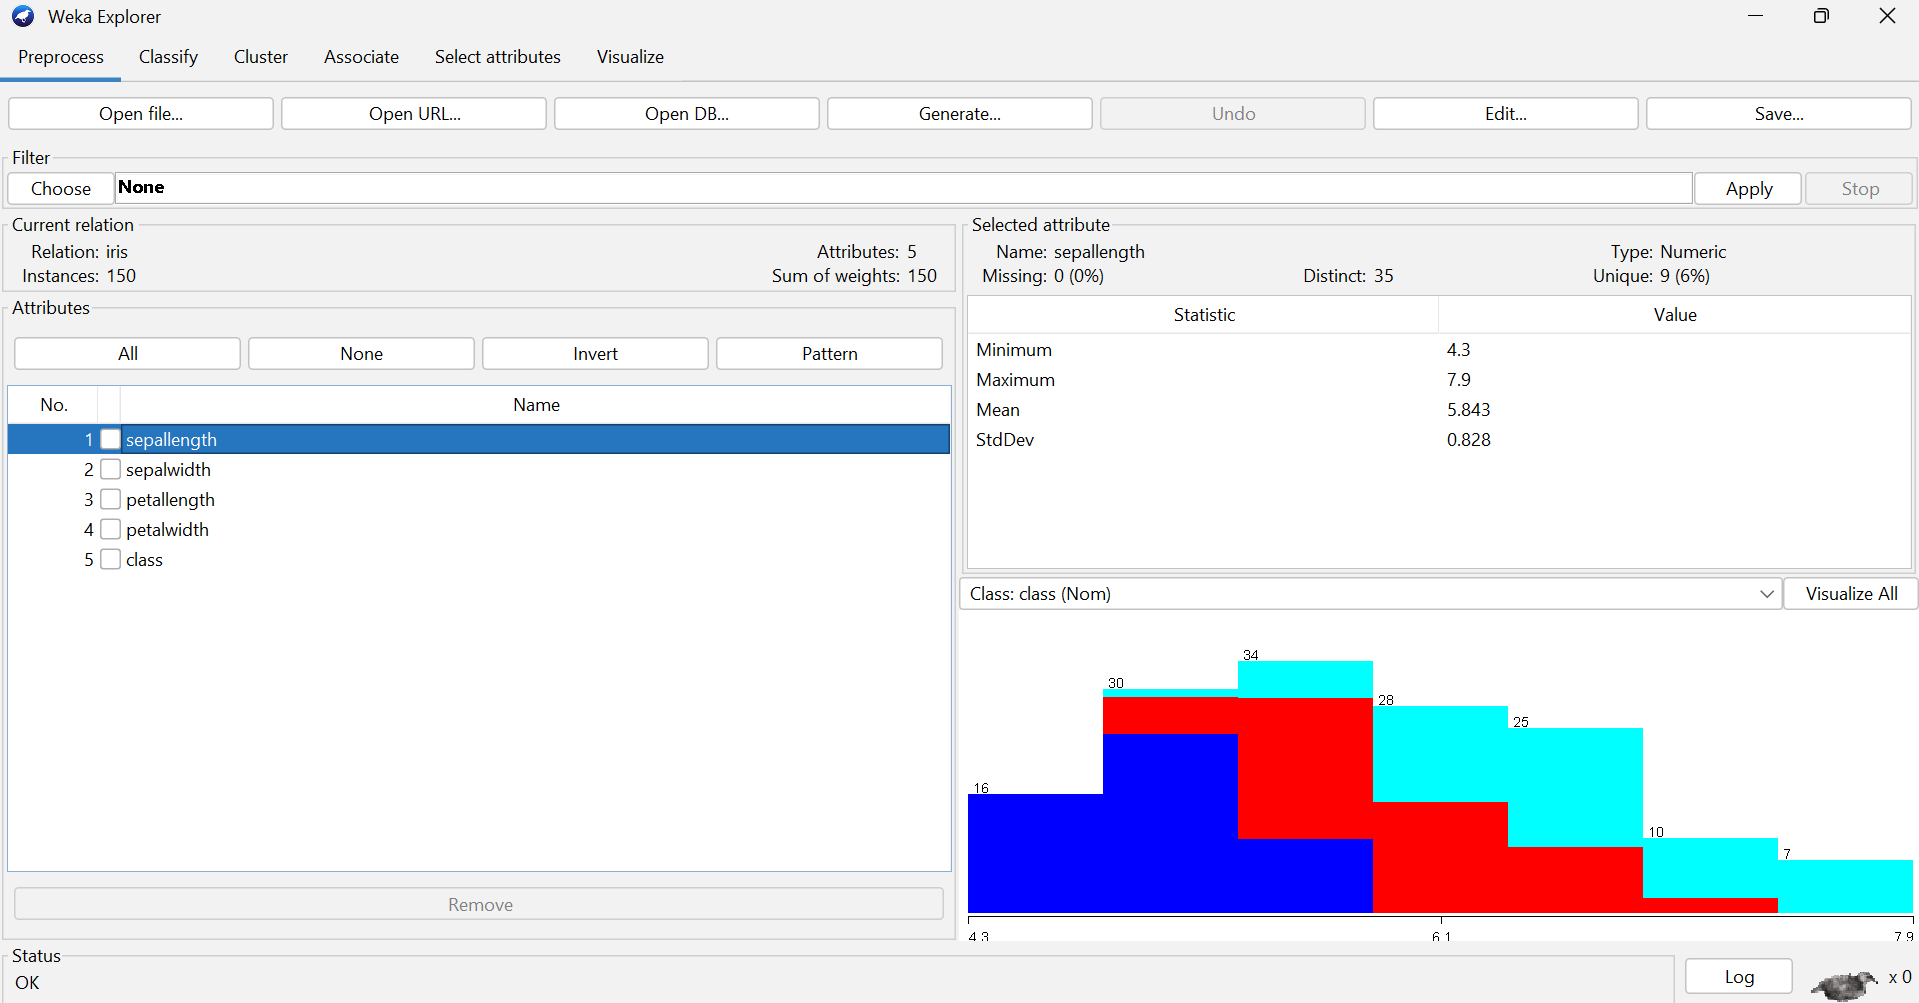 Weka Explorer
Preprocess Classify Cluster Associate Select attributes Visualize
Open file... Open URL... Open DB... Generate... Undo Edit... Save...
Filter
Choose None Apply Stop
Current relation
Relation: iris Attributes: 5
Instances: 150 Sum of weights: 150
Attributes
All None Invert Pattern
No. Name
1 sepallength
2 sepalwidth
3 petallength
4 petalwidth
5 class
Remove
Selected attribute
Name: sepallength Type: Numeric
Missing: 0 (0%) Distinct: 35 Unique: 9 (6%)
Statistic Value
Minimum 4.3
Maximum 7.9
Mean 5.843
StdDev 0.828
Class: class (Nom) Visualize All
34
30
28
25
16
10
7
4.3 6.1 7.9
Status
OK
Log x 0